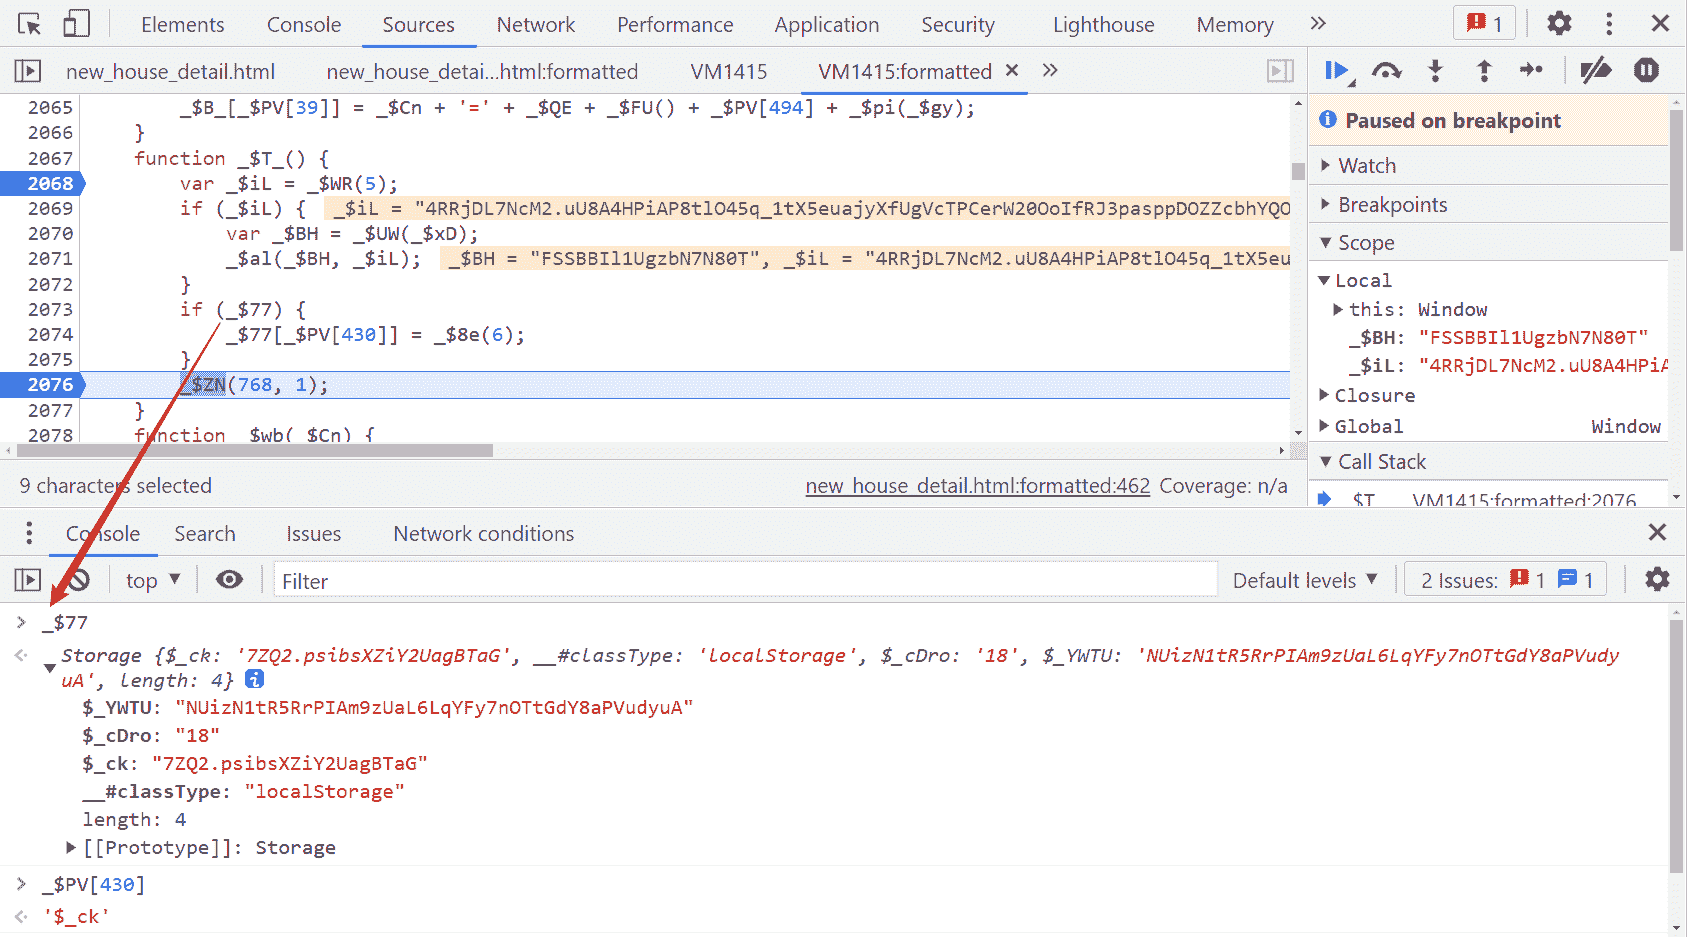 Elements Console Sources Network Performance Application Security Lighthouse Memory 1
new_house_detail.html new_house_detai...html:formatted VM1415 VM1415:formatted
2065 _$B_[_$PV[39]] = _$Cn + '=' + _$QE + _$FU() + _$PV[494] + _$pi(_$gy);
2066 }
2067 function _$T_() {
2068 var _$iL = _$WR(5);
2069 if (_$iL) { _$iL = "4RRjDL7NcM2.uU8A4HPiAP8tlO45q_1tX5euajyXfUgVcTPCerW20OoIfRJ3pasppDOZZcbhYQO
2070 var _$BH = _$UW(_$xD);
2071 _$al(_$BH, _$iL); _$BH = "FSSBBIl1UgzbN7N80T", _$iL = "4RRjDL7NcM2.uU8A4HPiAP8tlO45q_1tX5eu
2072 }
2073 if (_$77) {
2074 _$77[_$PV[430]] = _$8e(6);
2075 }
2076 _$ZN(768, 1);
2077 }
2078 function _$wb(_$Cn) {
9 characters selected new_house_detail.html:formatted:462 Coverage: n/a
Paused on breakpoint
Watch
Breakpoints
Scope
Local
this: Window
_$BH: "FSSBBIl1UgzbN7N80T"
_$iL: "4RRjDL7NcM2.uU8A4HPiA
Closure
Global Window
Call Stack
_$T_ VM1415:formatted:2076
Console Search Issues Network conditions
top Filter Default levels 2 Issues: 1 1
> _$77
Storage {$_ck: '7ZQ2.psibsXZiY2UagBTaG', __#classType: 'localStorage', $_cDro: '18', $_YWTU: 'NUizN1tR5RrPIAm9zUaL6LqYFy7nOTtGdY8aPVudy
uA', length: 4}
$_YWTU: "NUizN1tR5RrPIAm9zUaL6LqYFy7nOTtGdY8aPVudyuA"
$_cDro: "18"
$_ck: "7ZQ2.psibsXZiY2UagBTaG"
__#classType: "localStorage"
length: 4
[[Prototype]]: Storage
> _$PV[430]
'$_ck'